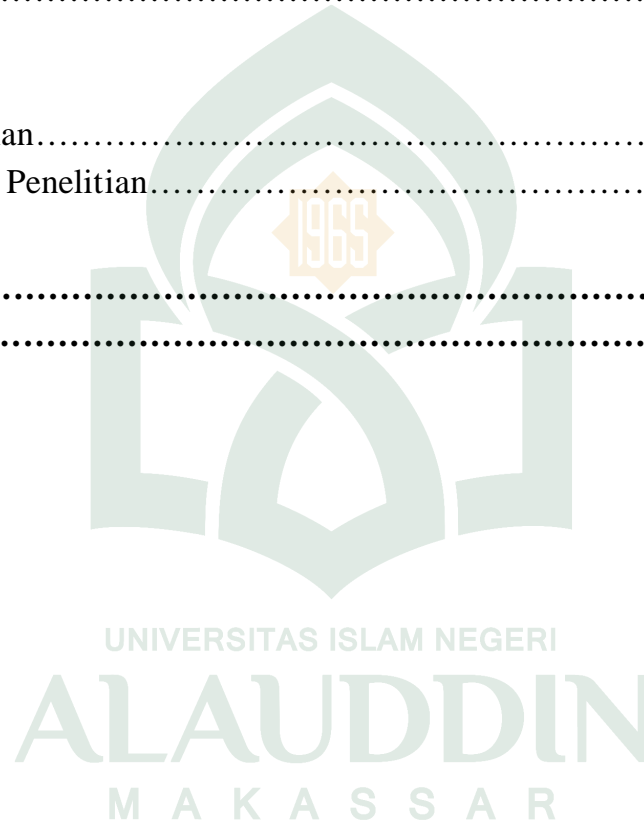 an……………………………………………
Penelitian……………………………………
1965
UNIVERSITAS ISLAM NEGERI
ALAUDDIN
MAKASSAR